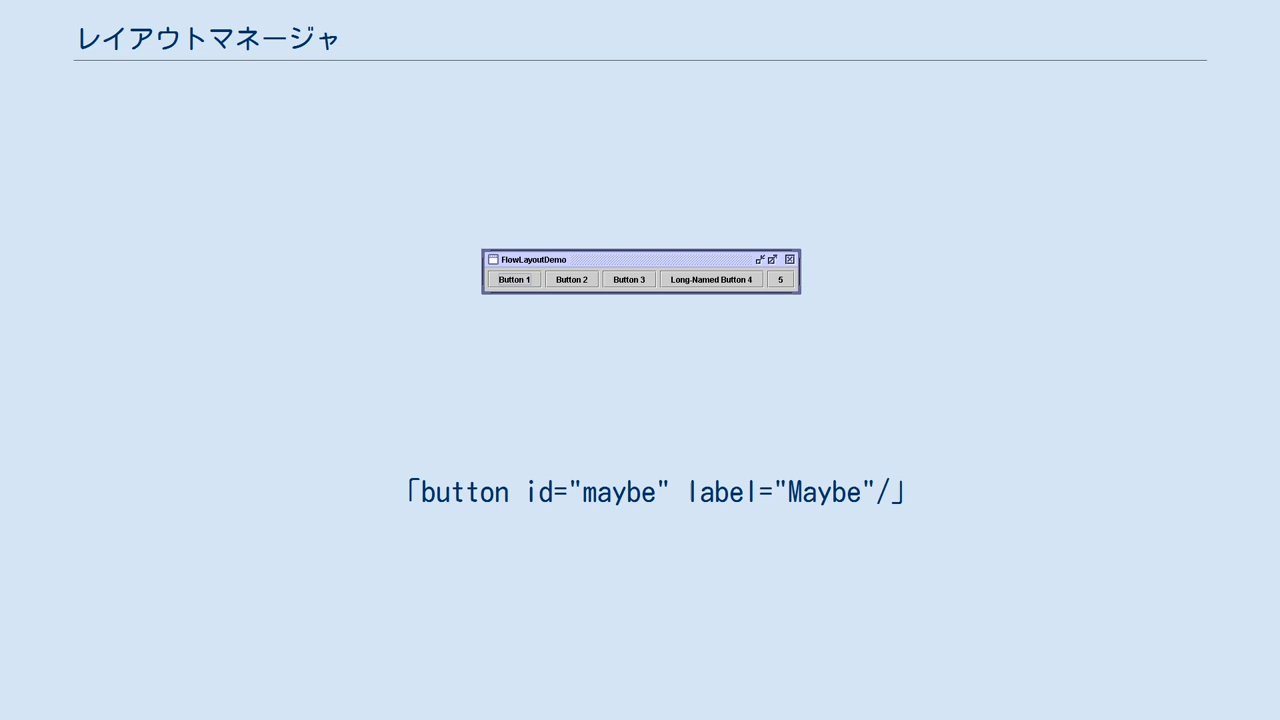 レイアウトマネージャ
FlowLayoutDemo
Button 1 Button 2 Button 3 Long-Named Button 4 5
「button id="maybe" label="Maybe"/」